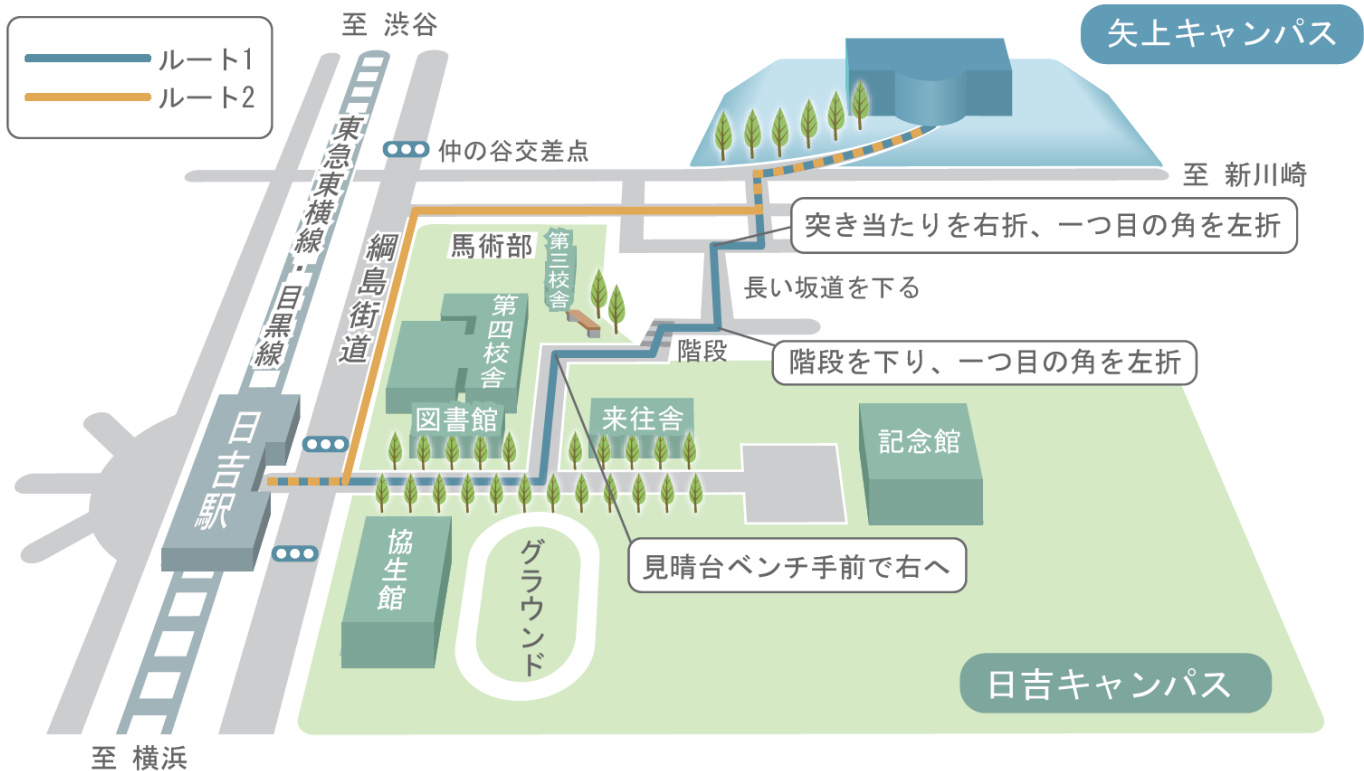 至 渋谷
ルート1
ルート2
矢上キャンパス
仲の谷交差点
至 新川崎
東急東横線・目黒線
綱島街道
馬術部
第三校舎
突き当たりを右折、一つ目の角を左折
長い坂道を下る
第四校舎
階段
階段を下り、一つ目の角を左折
図書館
来往舎
記念館
日吉駅
協生館
グラウンド
見晴台ベンチ手前で右へ
日吉キャンパス
至 横浜